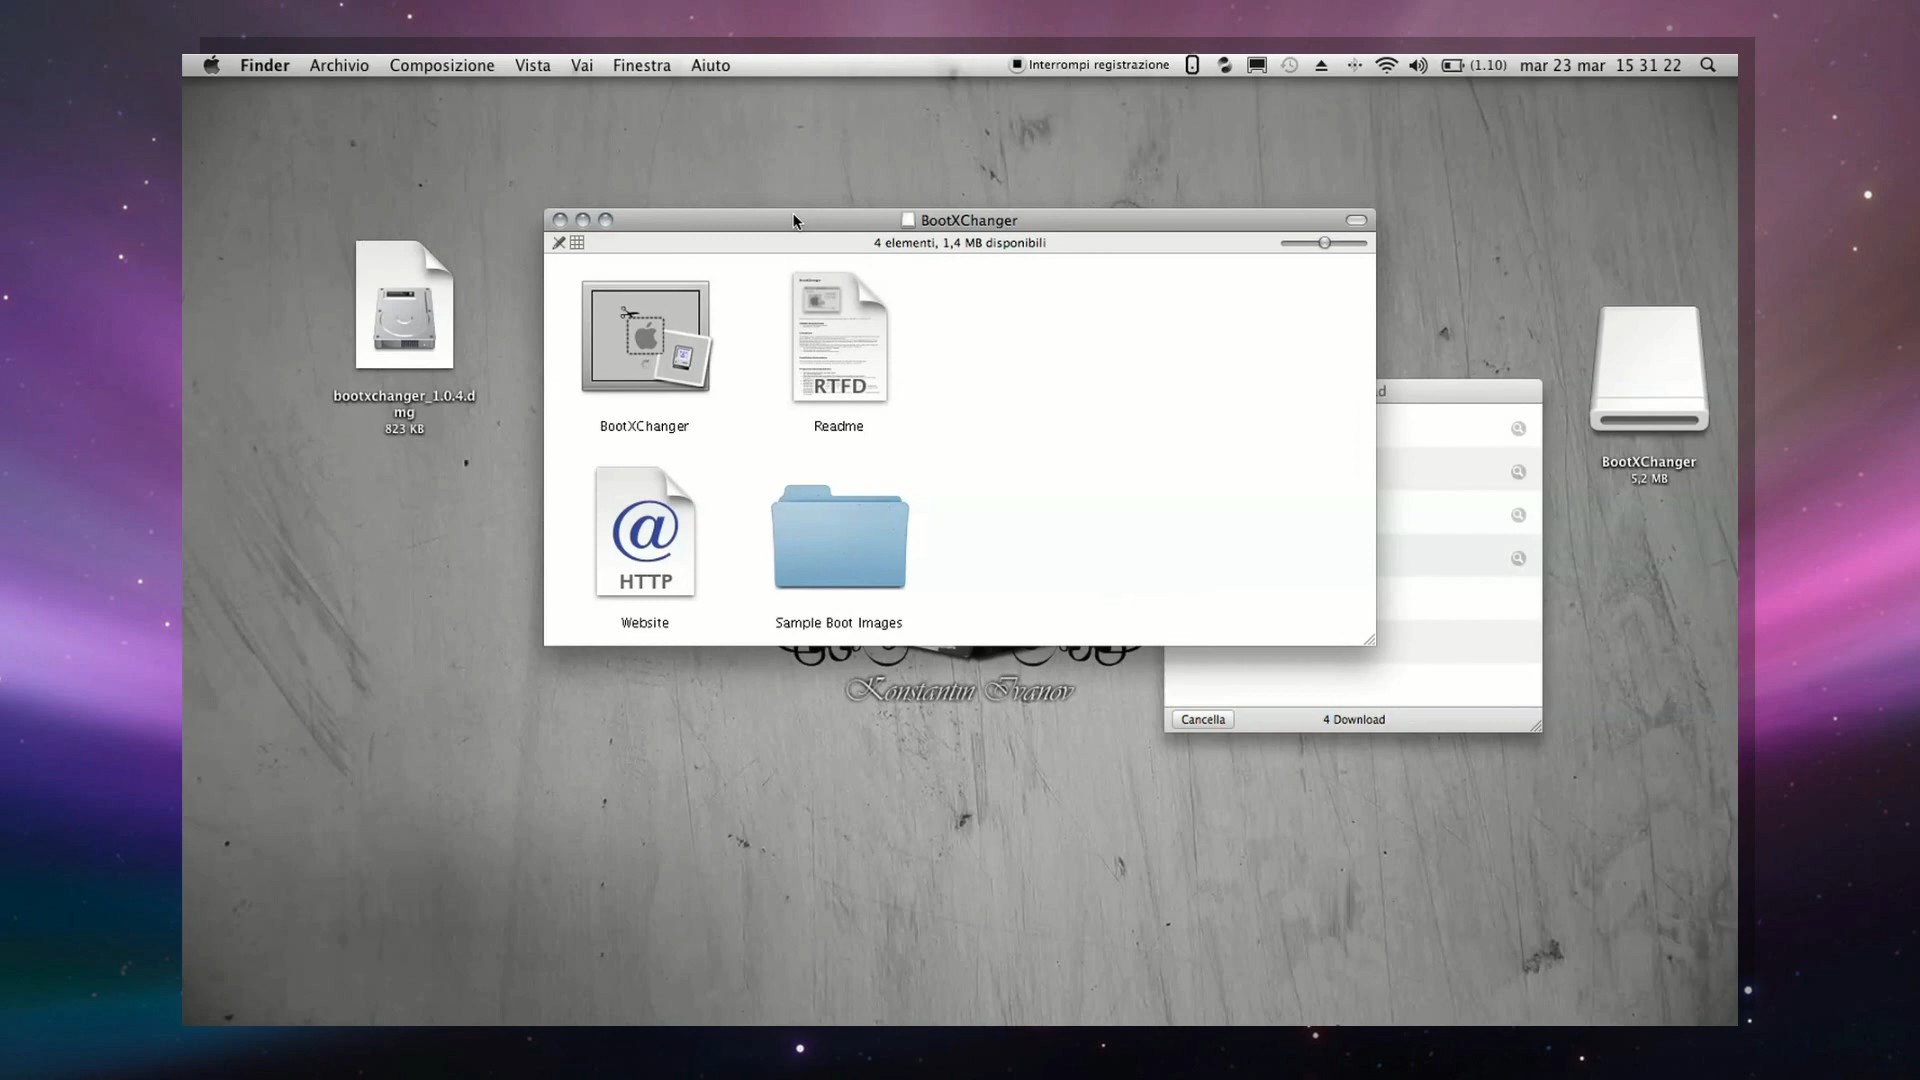 Finder Archivio Composizione Vista Vai Finestra Aiuto
Interrompi registrazione (1.10) mar 23 mar 15 31 22
BootXChanger
4 elementi, 1,4 MB disponibili
bootxchanger_1.0.4.d
mg
823 KB
RTFD
BootXChanger
Readme
@
HTTP
Website
Sample Boot Images
d
BootXChanger
5,2 MB
Konstantin Ivanov
Cancella
4 Download